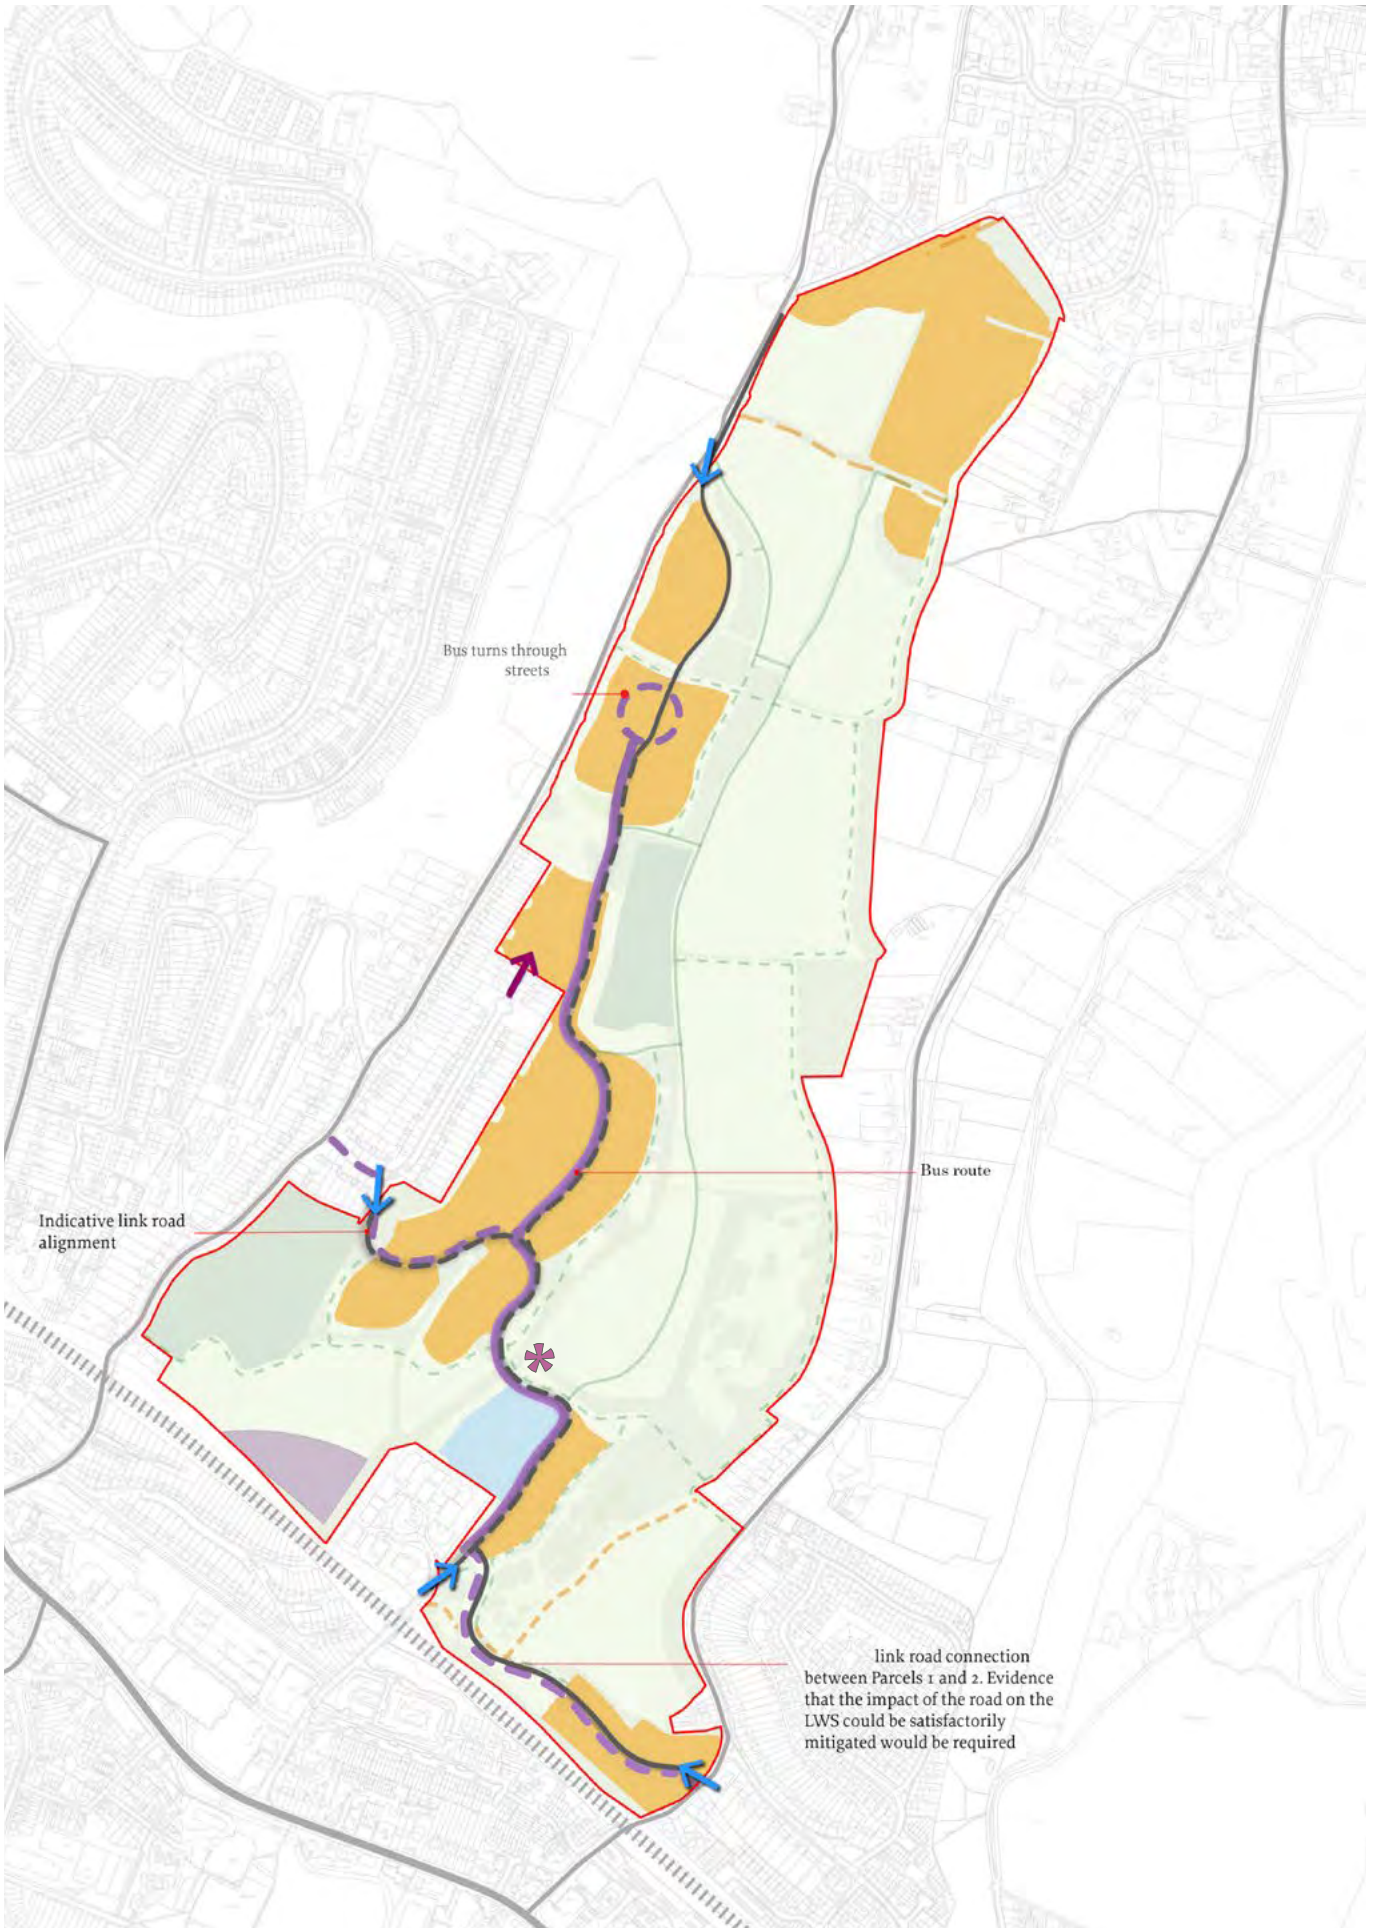 Bus turns through
streets
Bus route
Indicative link road
alignment
link road connection
between Parcels 1 and 2. Evidence
that the impact of the road on the
LWS could be satisfactorily
mitigated would be required